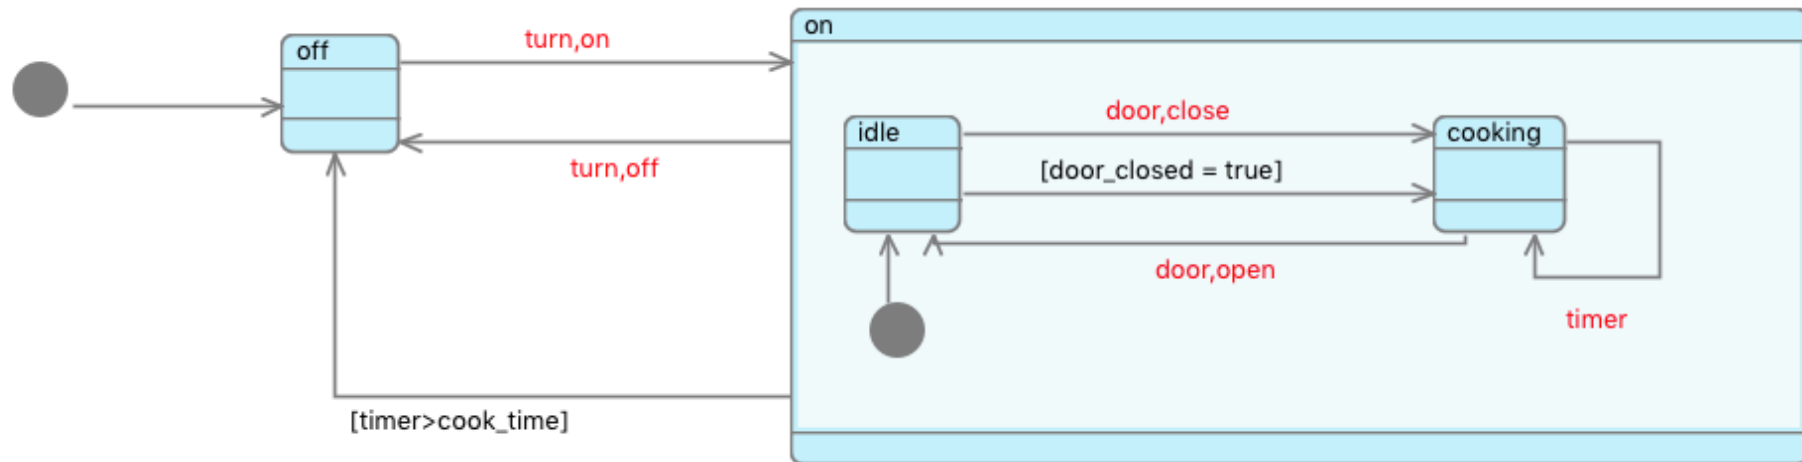 on
off
turn,on
door,close
idle
cooking
[door_closed = true]
turn,off
door,open
timer
[timer>cook_time]